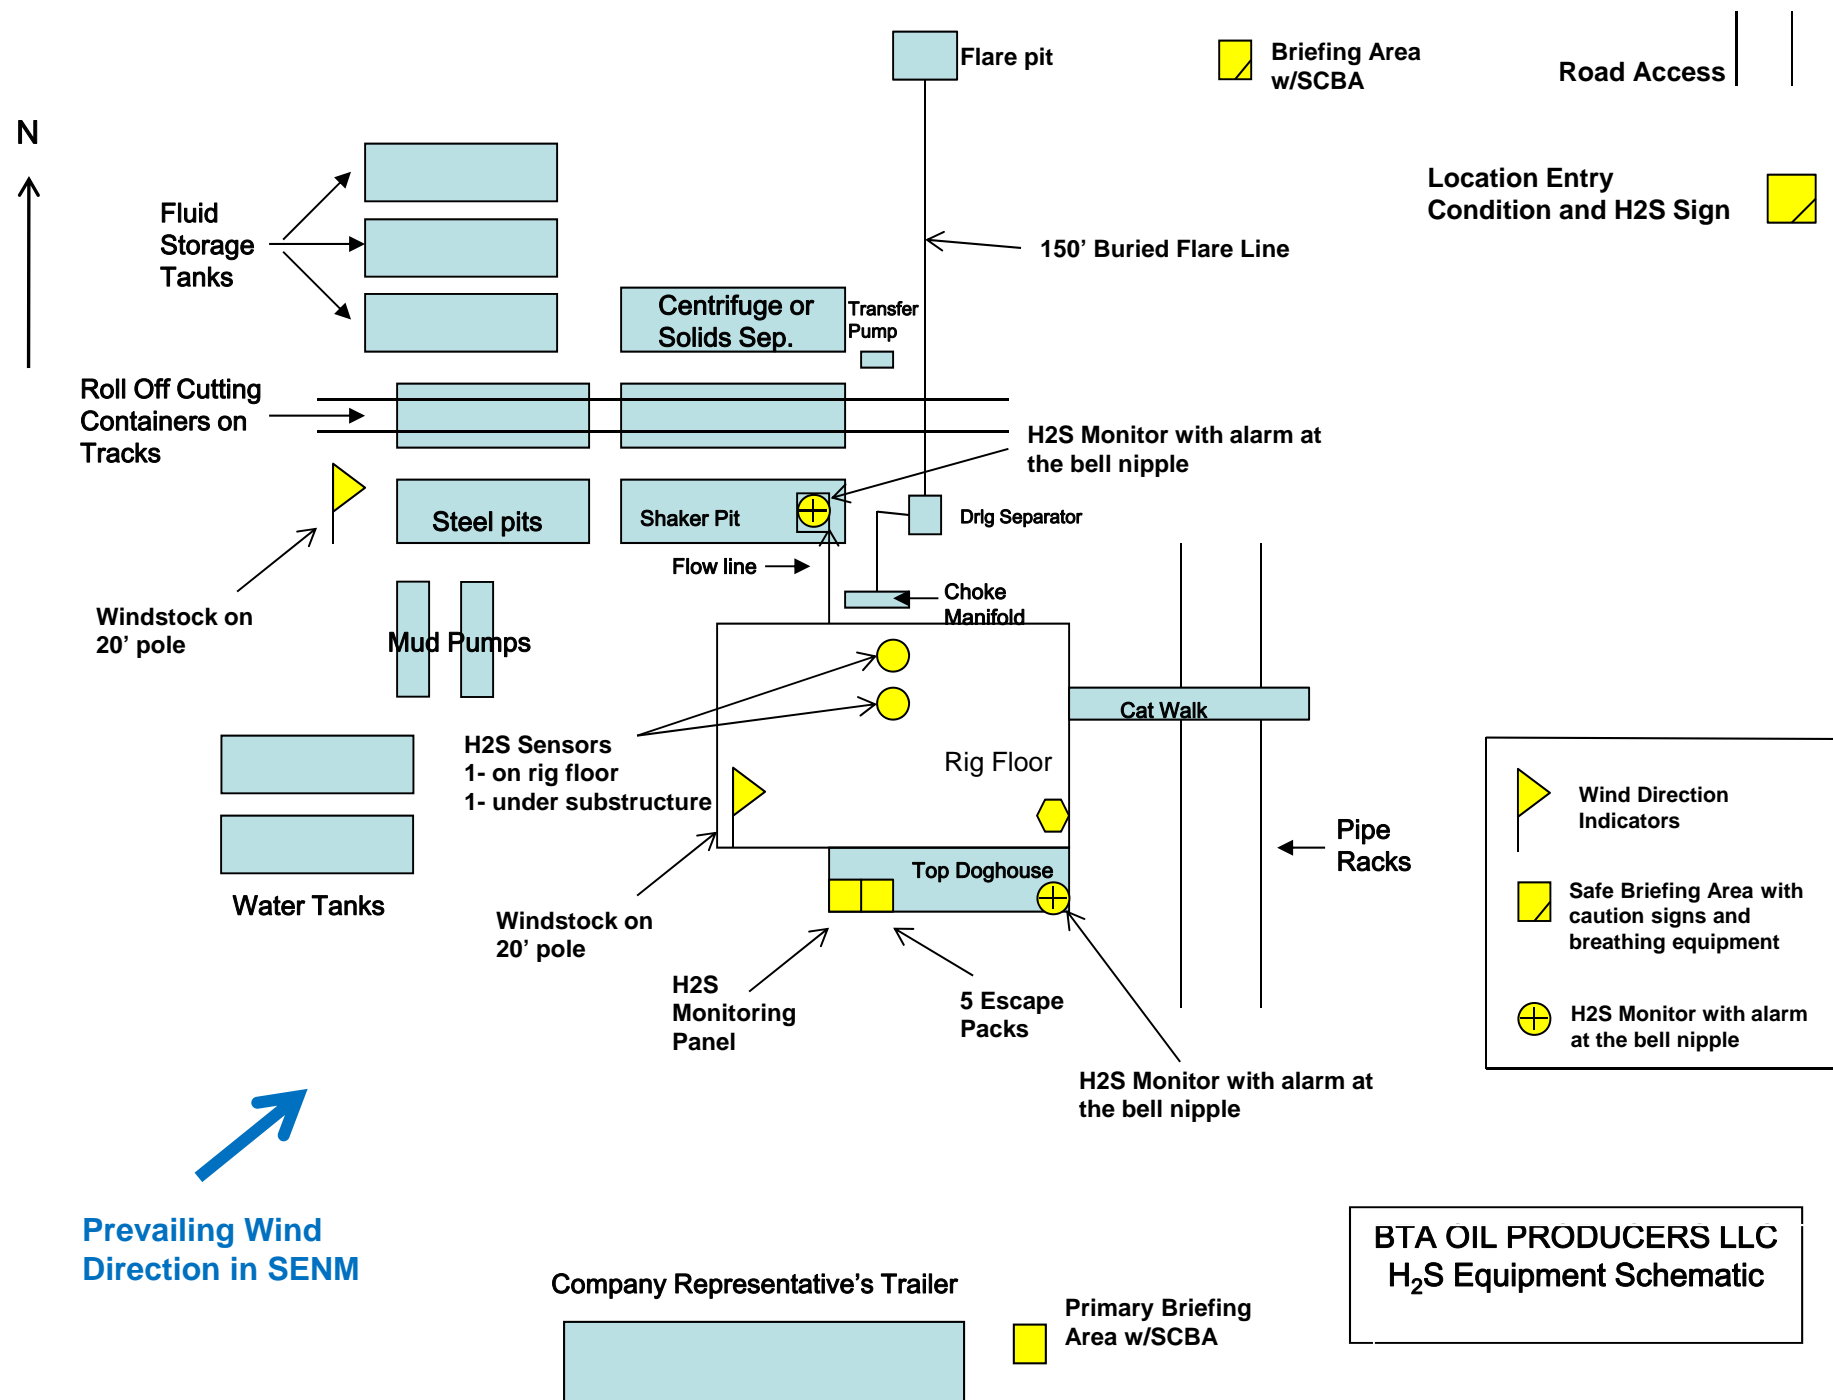 Flare pit
Briefing Area
w/SCBA
Road Access
N
Location Entry
Condition and H2S Sign
Fluid
Storage
Tanks
150’ Buried Flare Line
Centrifuge or
Solids Sep.
Transfer
Pump
Roll Off Cutting
Containers on
Tracks
H2S Monitor with alarm at
the bell nipple
Steel pits
Shaker Pit
Drlg Separator
Flow line
Choke
Manifold
Windstock on
20’ pole
Mud Pumps
Cat Walk
H2S Sensors
1- on rig floor
1- under substructure
Rig Floor
Wind Direction
Indicators
Pipe
Racks
Top Doghouse
Water Tanks
Windstock on
20’ pole
Safe Briefing Area with
caution signs and
breathing equipment
H2S
Monitoring
Panel
5 Escape
Packs
H2S Monitor with alarm
at the bell nipple
H2S Monitor with alarm at
the bell nipple
Prevailing Wind
Direction in SENM
BTA OIL PRODUCERS LLC
H₂S Equipment Schematic
Company Representative’s Trailer
Primary Briefing
Area w/SCBA